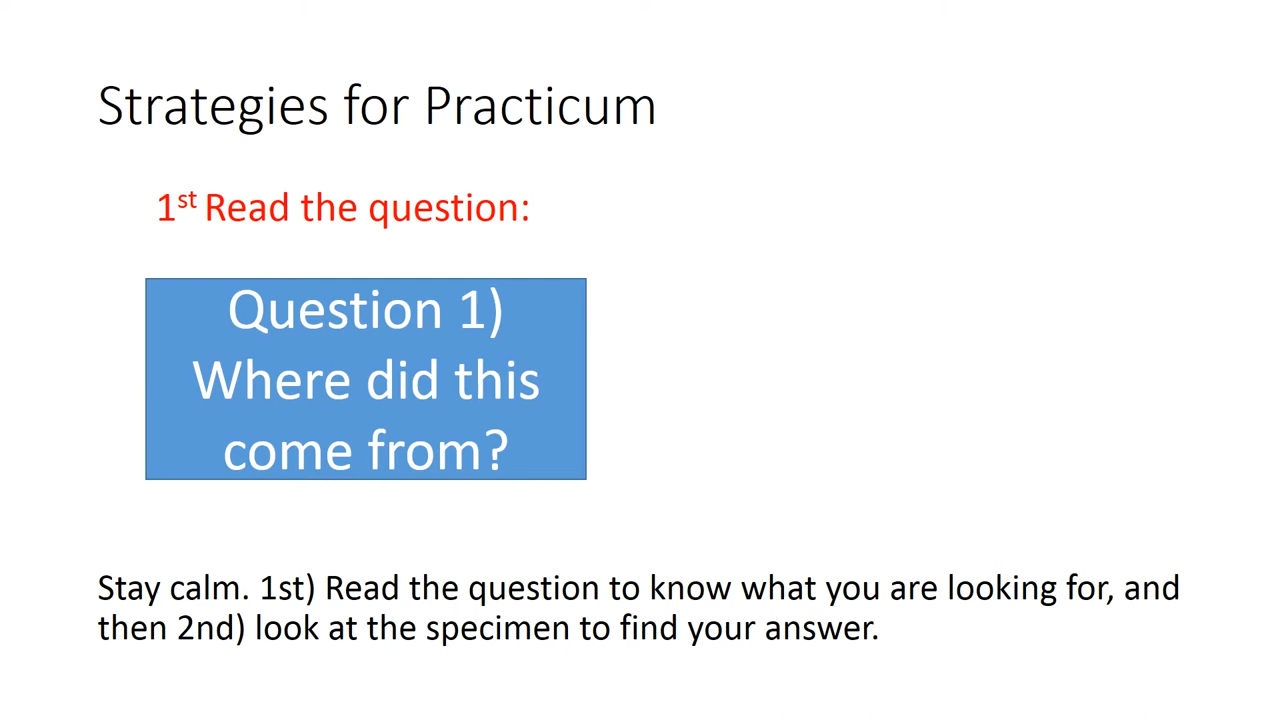 Strategies for Practicum
1st Read the question:
Question 1)
Where did this
come from?
Stay calm. 1st) Read the question to know what you are looking for, and
then 2nd) look at the specimen to find your answer.